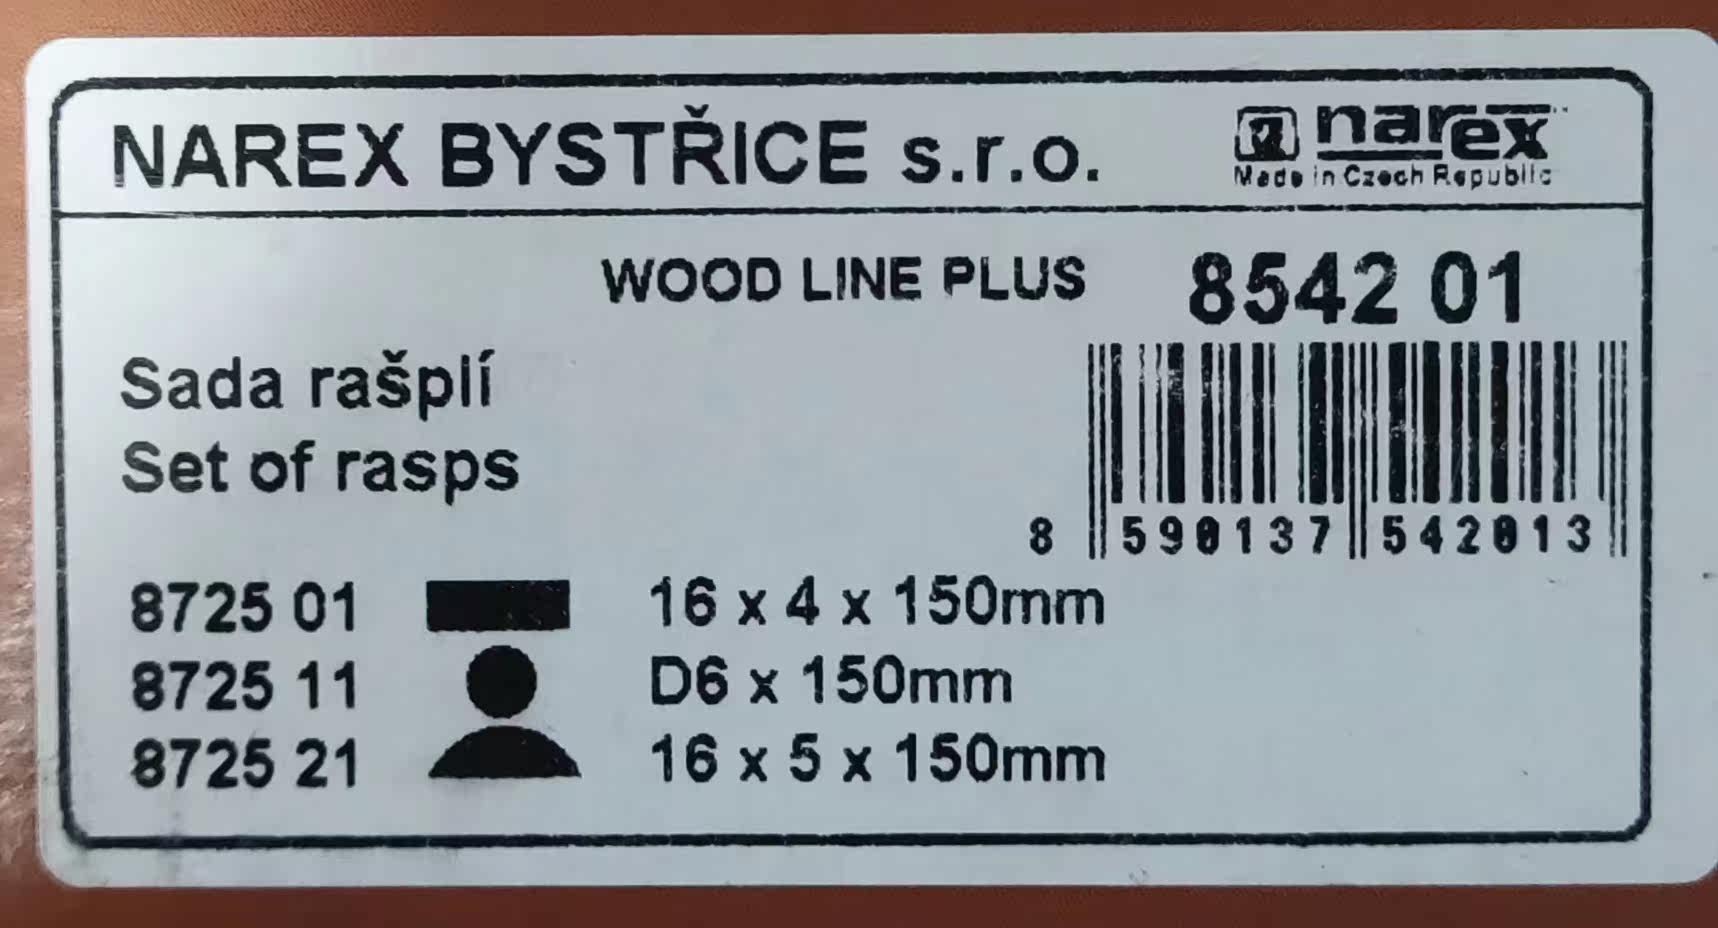 NAREX BYSTŘICE s.r.o.
narex
Made in Czech Republic
WOOD LINE PLUS
8542 01
Sada rašplí
Set of rasps
8 590137 542013
8725 01 16 x 4 x 150mm
8725 11 D6 x 150mm
8725 21 16 x 5 x 150mm